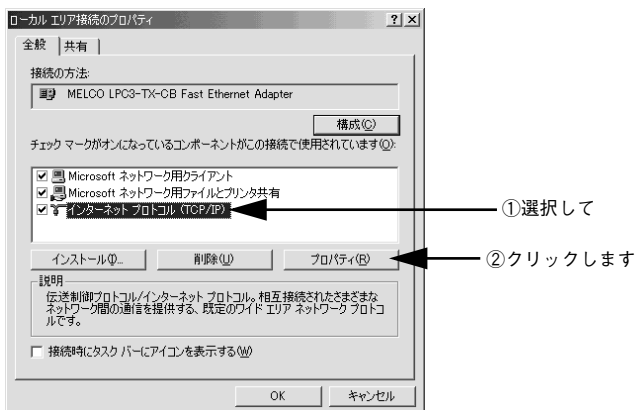 ローカル エリア接続のプロパティ
全般 共有
接続の方法:
MELCO LPC3-TX-CB Fast Ethernet Adapter
構成(C)
チェック マークがオンになっているコンポーネントがこの接続で使用されています(O):
Microsoft ネットワーク用クライアント
Microsoft ネットワーク用ファイルとプリンタ共有
インターネット プロトコル (TCP/IP)
①選択して
インストール(I)... 削除(U) プロパティ(R)
②クリックします
説明
伝送制御プロトコル/インターネット プロトコル。相互接続されたさまざまな
ネットワーク間の通信を提供する、既定のワイド エリア ネットワーク プロトコ
ルです。
接続時にタスク バーにアイコンを表示する(W)
OK キャンセル